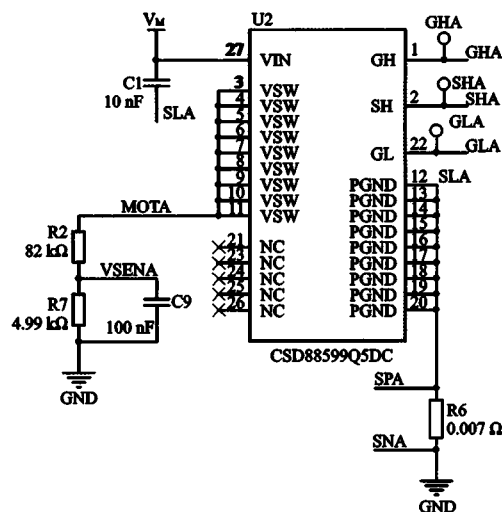 U2
VM
27
VIN
C1
10 nF
SLA
3
VSW
4
VSW
5
VSW
6
VSW
7
VSW
8
VSW
9
VSW
10
VSW
11
VSW
MOTA
R2
82 kΩ
VSENA
R7
4.99 kΩ
C9
100 nF
GND
21
NC
23
NC
24
NC
25
NC
26
NC
GH
1
GHA
GHA
SH
2
SHA
SHA
GL
22
GLA
GLA
PGND
12
SLA
PGND
13
PGND
14
PGND
15
PGND
16
PGND
17
PGND
18
PGND
19
PGND
20
CSD88599Q5DC
SPA
R6
0.007 Ω
SNA
GND